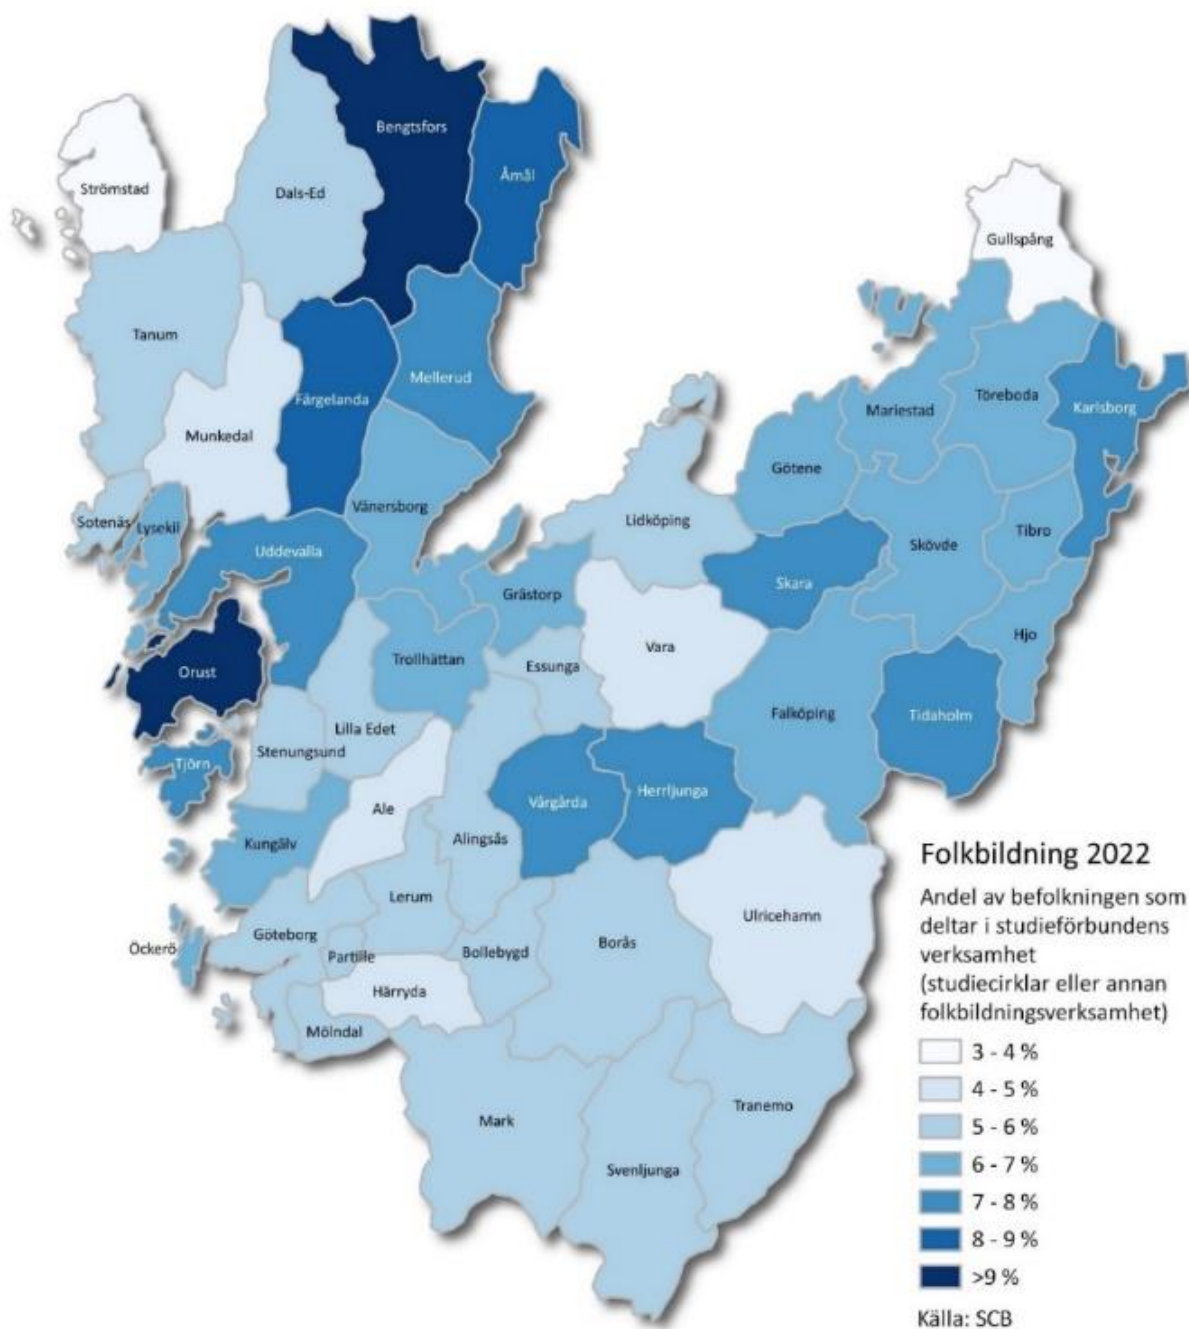 Bengtsfors
Åmål
Strömstad
Dals-Ed
Gullspång
Tanum
Mellerud
Färgelanda
Munkedal
Töreboda
Karlsborg
Mariestad
Götene
Vänersborg
Sotenäs
Lysekil
Lidköping
Tibro
Skövde
Uddevalla
Skara
Grästorp
Hjo
Vara
Trollhättan
Essunga
Orust
Falköping
Tidaholm
Lilla Edet
Stenungsund
Tjörn
Herrljunga
Vårgårda
Ale
Alingsås
Kungälv
Folkbildning 2022
Andel av befolkningen som
deltar i studieförbundens
verksamhet
(studiecirklar eller annan
folkbildningsverksamhet)
Lerum
Ulricehamn
Göteborg
Borås
Öckerö
Partille
Bollebygd
Härryda
Mölndal
Tranemo
Mark
Svenljunga
3 - 4 %
4 - 5 %
5 - 6 %
6 - 7 %
7 - 8 %
8 - 9 %
>9 %
Källa: SCB